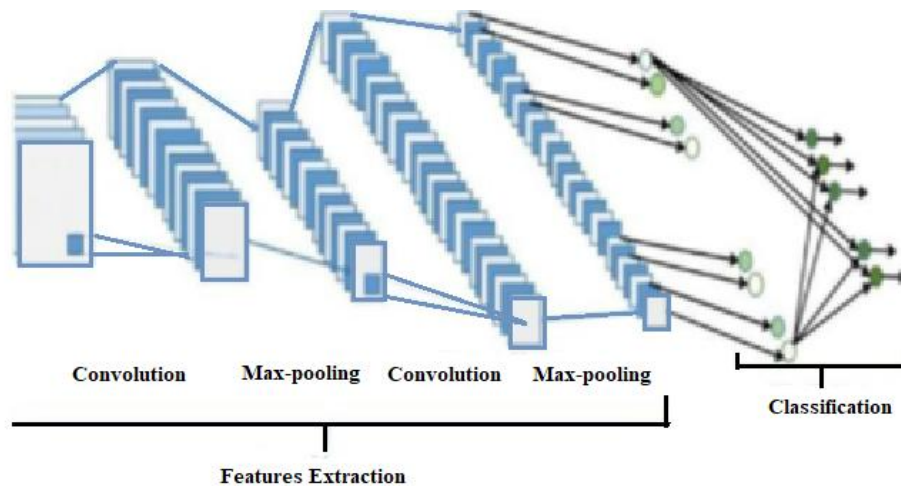 Convolution
Max-pooling
Convolution
Max-pooling
Classification
Features Extraction